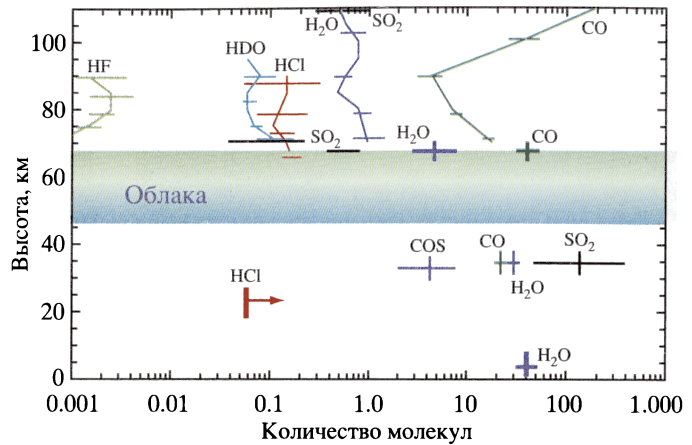 H₂O SO₂
CO
HDO
HF HCl
100
80
SO₂ H₂O CO
60
Облака
Высота, км
40
COS CO SO₂
H₂O
HCl
20
H₂O
0
0.001 0.01 0.1 1.0 10 100 1.000
Количество молекул